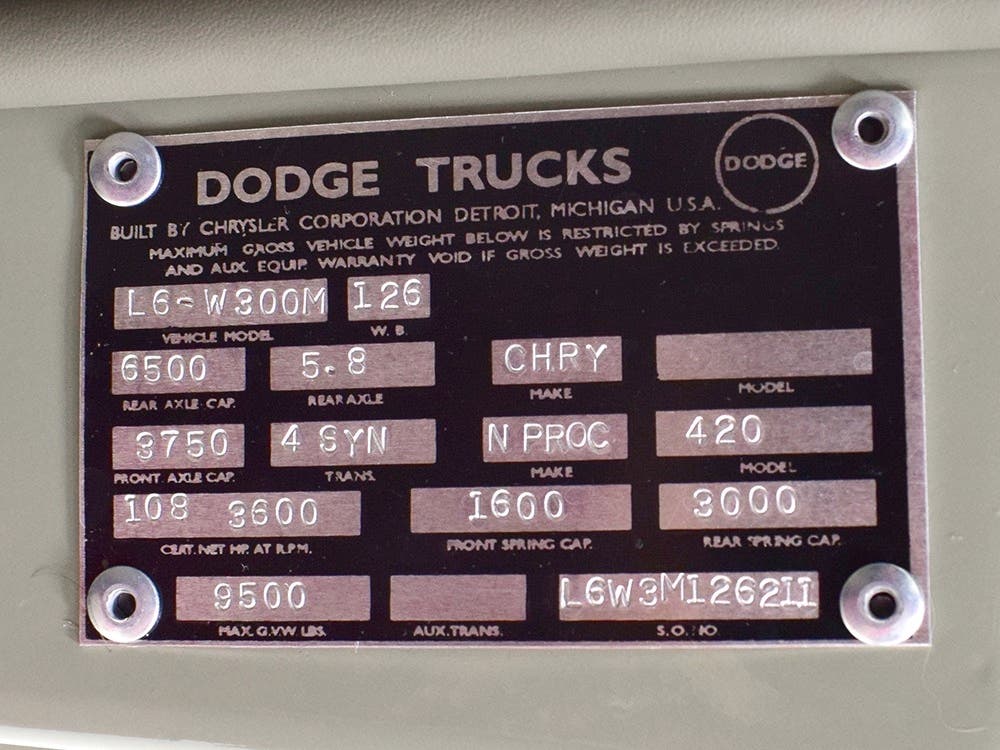 DODGE TRUCKS
DODGE
BUILT BY CHRYSLER CORPORATION DETROIT, MICHIGAN U.S.A.
MAXIMUM GROSS VEHICLE WEIGHT BELOW IS RESTRICTED BY SPRINGS
AND AUX. EQUIP. WARRANTY VOID IF GROSS WEIGHT IS EXCEEDED.
L6-W300M 126
VEHICLE MODEL W. B.
6500 5.8 CHRY
REAR AXLE CAP. REAR AXLE MAKE MODEL
3750 4 SYN N PROC 420
FRONT AXLE CAP. TRANS. MAKE MODEL
108 3600 1600 3000
CERT. NET HP. AT R.P.M. FRONT SPRING CAP. REAR SPRING CAP.
9500 L6W3M126211
MAX. G.V.W. LBS. AUX. TRANS. S.O. NO